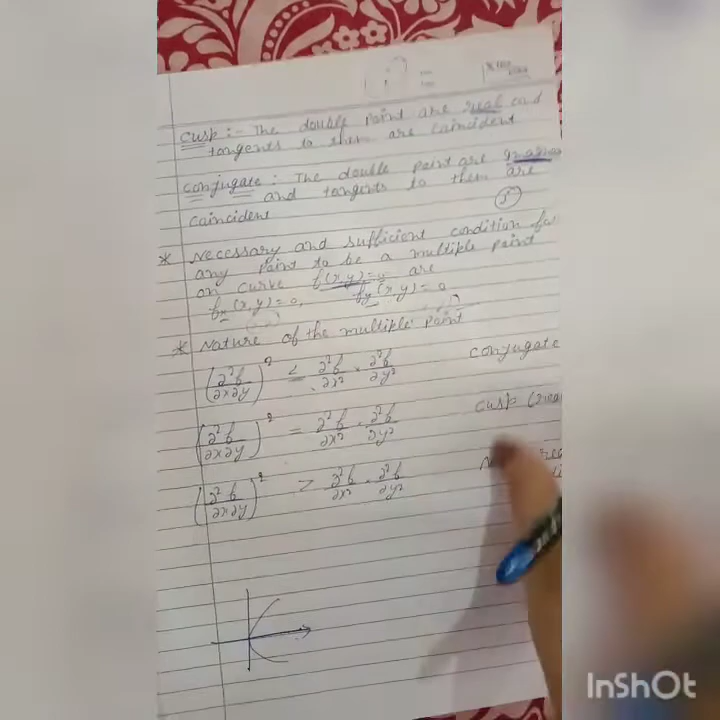 Cusp :- The double point are real and
tangents to them are Caincident
Conjugate : The double point are
and tangents to them are
Caincident
* Necessary and sufficient condition for
any point to be a multiple point
on curve f(x,y)=0 are
fx(x,y)=0, fy(x,y)=0
* Nature of the multiple point
(∂²f/∂x∂y)² < ∂²f/∂x² . ∂²f/∂y² Conjugate
(∂²f/∂x∂y)² = ∂²f/∂x² . ∂²f/∂y² Cusp
(∂²f/∂x∂y)² > ∂²f/∂x² . ∂²f/∂y²
InShOt